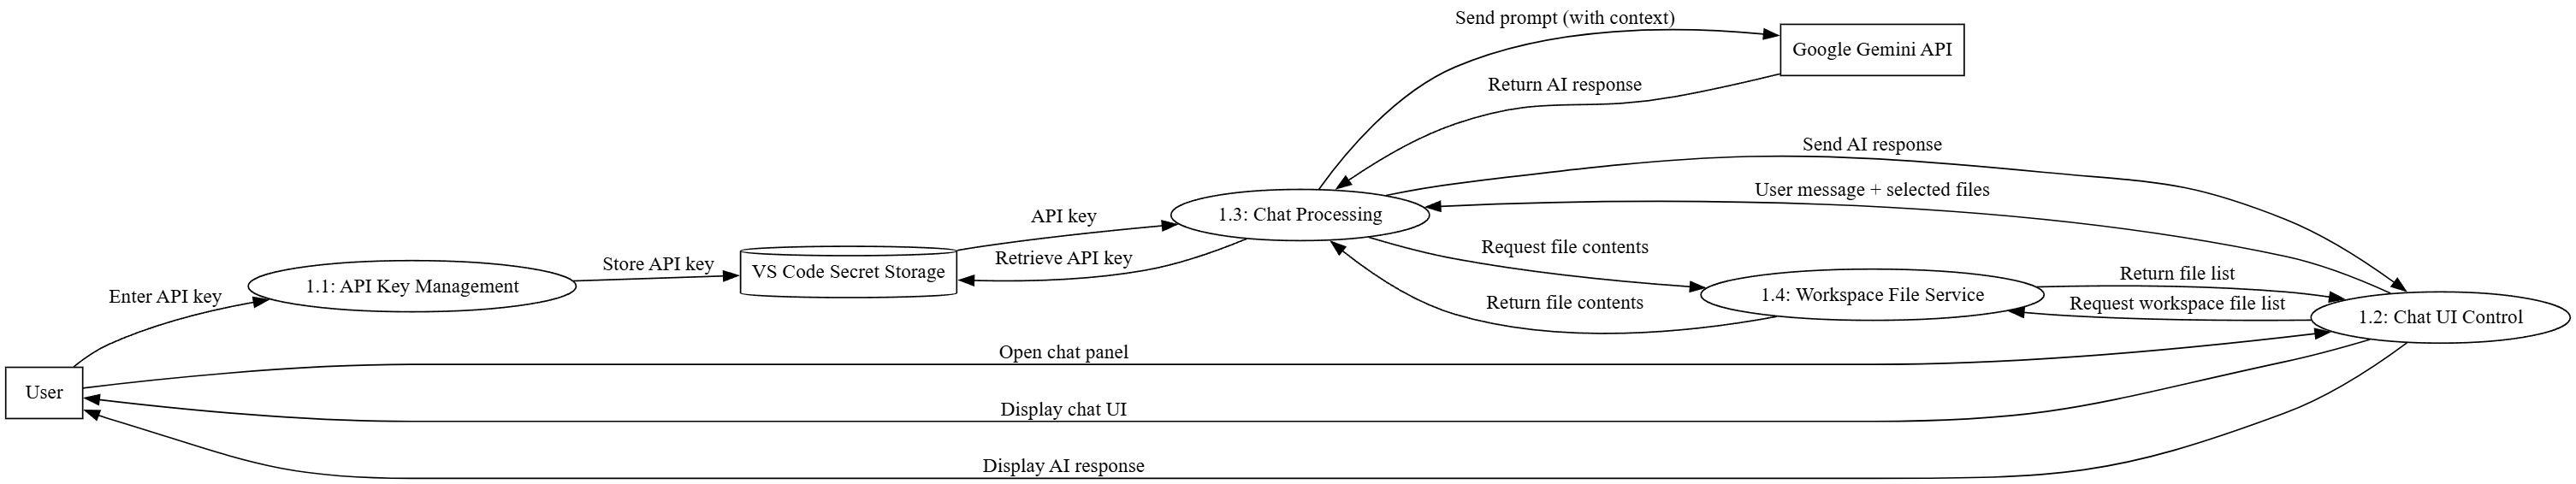 Send prompt (with context)
Google Gemini API
Return AI response
Send AI response
User message + selected files
1.3: Chat Processing
API key
Request file contents
Retrieve API key
Store API key
VS Code Secret Storage
1.1: API Key Management
Enter API key
Return file list
1.4: Workspace File Service
Return file contents
Request workspace file list
1.2: Chat UI Control
Open chat panel
User
Display chat UI
Display AI response